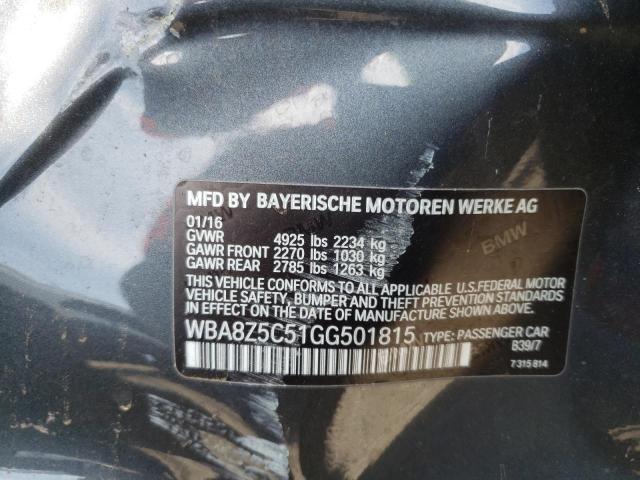 MFD BY BAYERISCHE MOTOREN WERKE AG
01/16
GVWR 4925 lbs 2234 kg
GAWR FRONT 2270 lbs 1030 kg
GAWR REAR 2785 lbs 1263 kg
THIS VEHICLE CONFORMS TO ALL APPLICABLE U.S.FEDERAL MOTOR
VEHICLE SAFETY, BUMPER AND THEFT PREVENTION STANDARDS
IN EFFECT ON THE DATE OF MANUFACTURE SHOWN ABOVE.
WBA8Z5C51GG501815 TYPE: PASSENGER CAR
B39/7
7 315 814
BMW
BMW